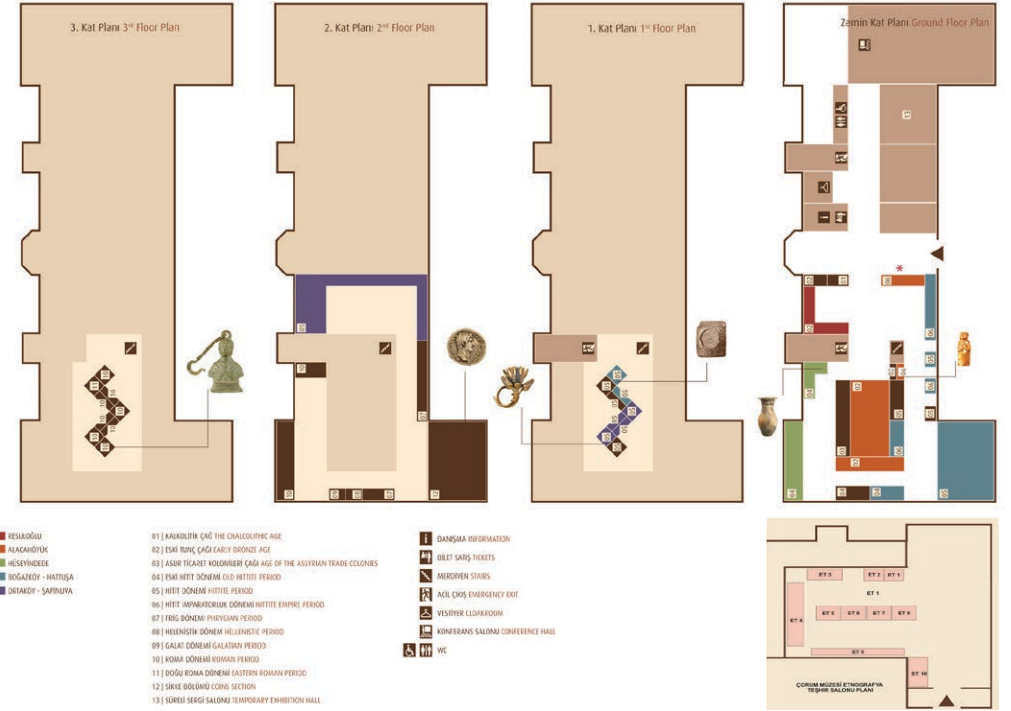 3. Kat Planı 3rd Floor Plan
2. Kat Planı 2nd Floor Plan
1. Kat Planı 1st Floor Plan
Zemin Kat Planı Ground Floor Plan
RESULOĞLU
ALACAHÖYÜK
HÜSEYİNDEDE
BOĞAZKÖY - HATTUŞA
ORTAKÖY - ŞAPİNUVA
01 | KALKOLİTİK ÇAĞ THE CHALCOLITHIC AGE
02 | ESKİ TUNÇ ÇAĞI EARLY BRONZE AGE
03 | ASUR TİCARET KOLONİLERİ ÇAĞI AGE OF THE ASSYRIAN TRADE COLONIES
04 | ESKİ HİTİT DÖNEMİ OLD HITTITE PERIOD
05 | HİTİT DÖNEMİ HITTITE PERIOD
06 | HİTİT İMPARATORLUK DÖNEMİ HITTITE EMPIRE PERIOD
07 | FRİG DÖNEMİ PHRYGIAN PERIOD
08 | HELENİSTİK DÖNEM HELLENISTIC PERIOD
09 | GALAT DÖNEMİ GALATIAN PERIOD
10 | ROMA DÖNEMİ ROMAN PERIOD
11 | DOĞU ROMA DÖNEMİ EASTERN ROMAN PERIOD
12 | SİKKE BÖLÜMÜ COINS SECTION
13 | SÜRELİ SERGİ SALONU TEMPORARY EXHIBITION HALL
DANIŞMA INFORMATION
BİLET SATIŞ TICKETS
MERDİVEN STAIRS
ACİL ÇIKIŞ EMERGENCY EXIT
VESTİYER CLOAKROOM
KONFERANS SALONU CONFERENCE HALL
WC
ET 3
ET 2
ET 1
ET 1
ET 4
ET 5
ET 6
ET 7
ET 8
ET 9
ET 10
ÇORUM MÜZESİ ETNOGRAFYA
TEŞHİR SALONU PLANI